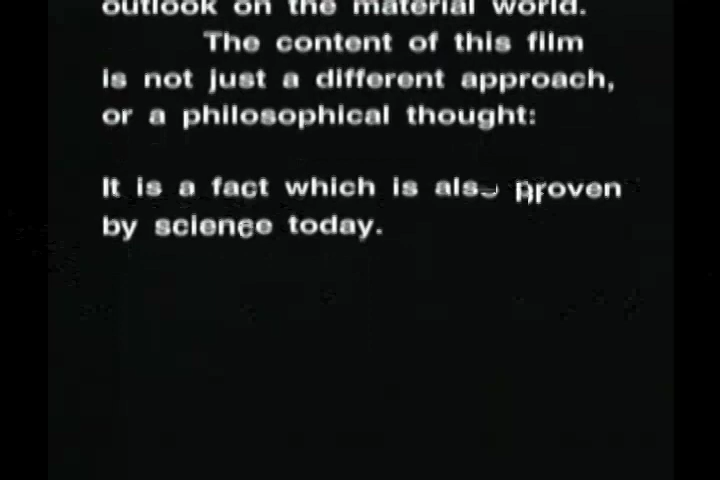 outlook on the material world.
The content of this film
is not just a different approach,
or a philosophical thought:
It is a fact which is also proven
by science today.